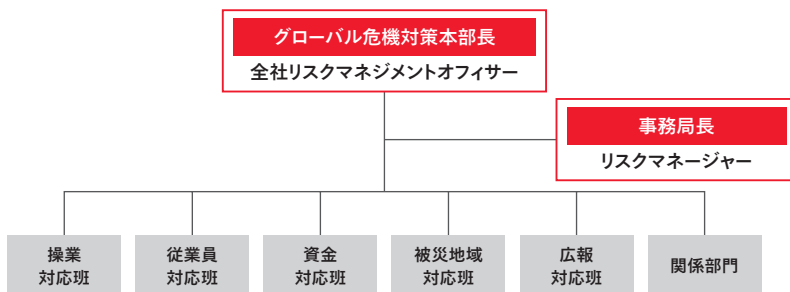 グローバル危機対策本部長
全社リスクマネジメントオフィサー
事務局長
リスクマネージャー
操業
対応班
従業員
対応班
資金
対応班
被災地域
対応班
広報
対応班
関係部門